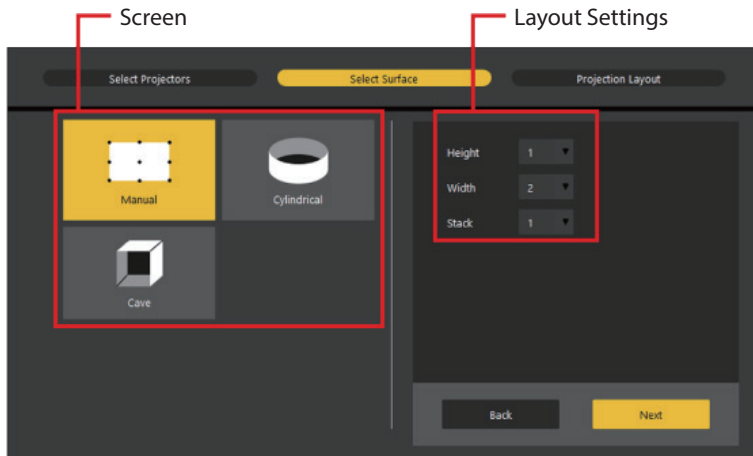 Screen
Layout Settings
Select Projectors
Select Surface
Projection Layout
Manual
Cylindrical
Cave
Height 1
Width 2
Stack 1
Back
Next